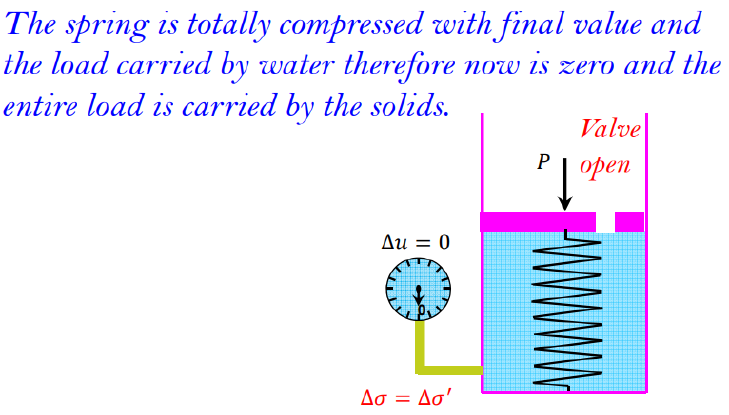 The spring is totally compressed with final value and
the load carried by water therefore now is zero and the
entire load is carried by the solids.
Valve
open
P
Δu = 0
0
Δσ = Δσ′